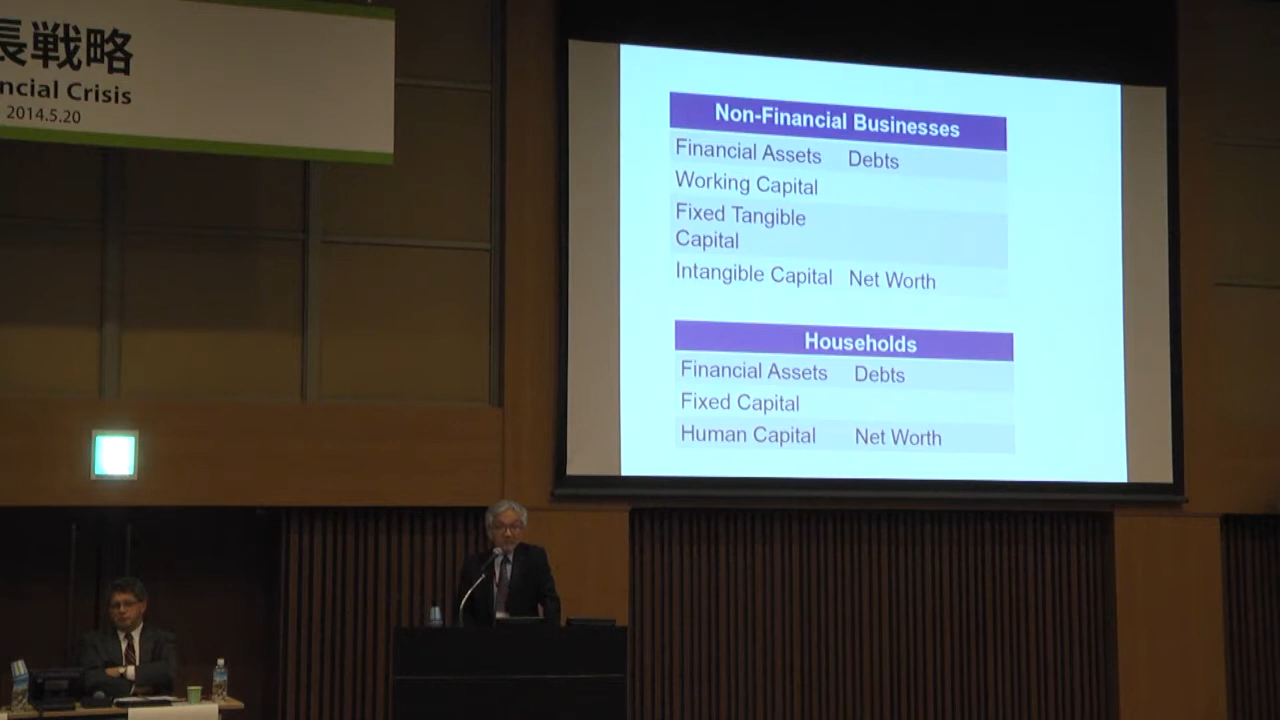 長戦略
ncial Crisis
2014.5.20
Non-Financial Businesses
Financial Assets Debts
Working Capital
Fixed Tangible
Capital
Intangible Capital Net Worth
Households
Financial Assets Debts
Fixed Capital
Human Capital Net Worth